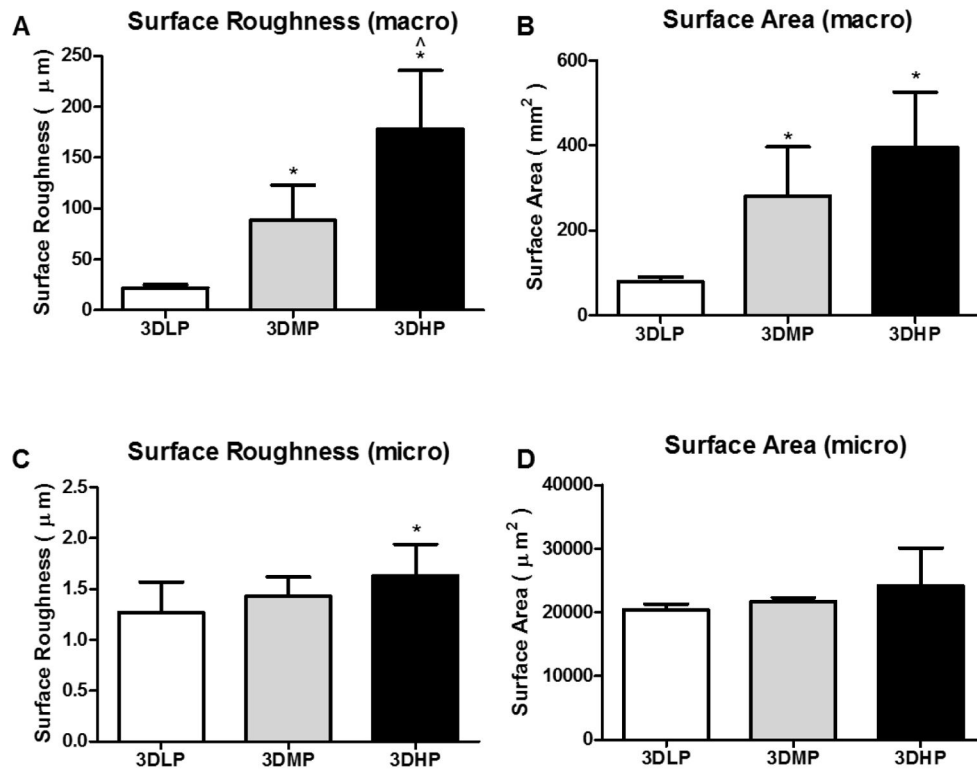 A
Surface Roughness (macro)
Surface Roughness ( μm)
250
200
150
100
50
0
*
^
*
3DLP
3DMP
3DHP
B
Surface Area (macro)
Surface Area ( mm²)
600
400
200
0
*
*
3DLP
3DMP
3DHP
C
Surface Roughness (micro)
Surface Roughness ( μm)
2.5
2.0
1.5
1.0
0.5
0.0
*
3DLP
3DMP
3DHP
D
Surface Area (micro)
Surface Area ( μm²)
40000
30000
20000
10000
0
3DLP
3DMP
3DHP